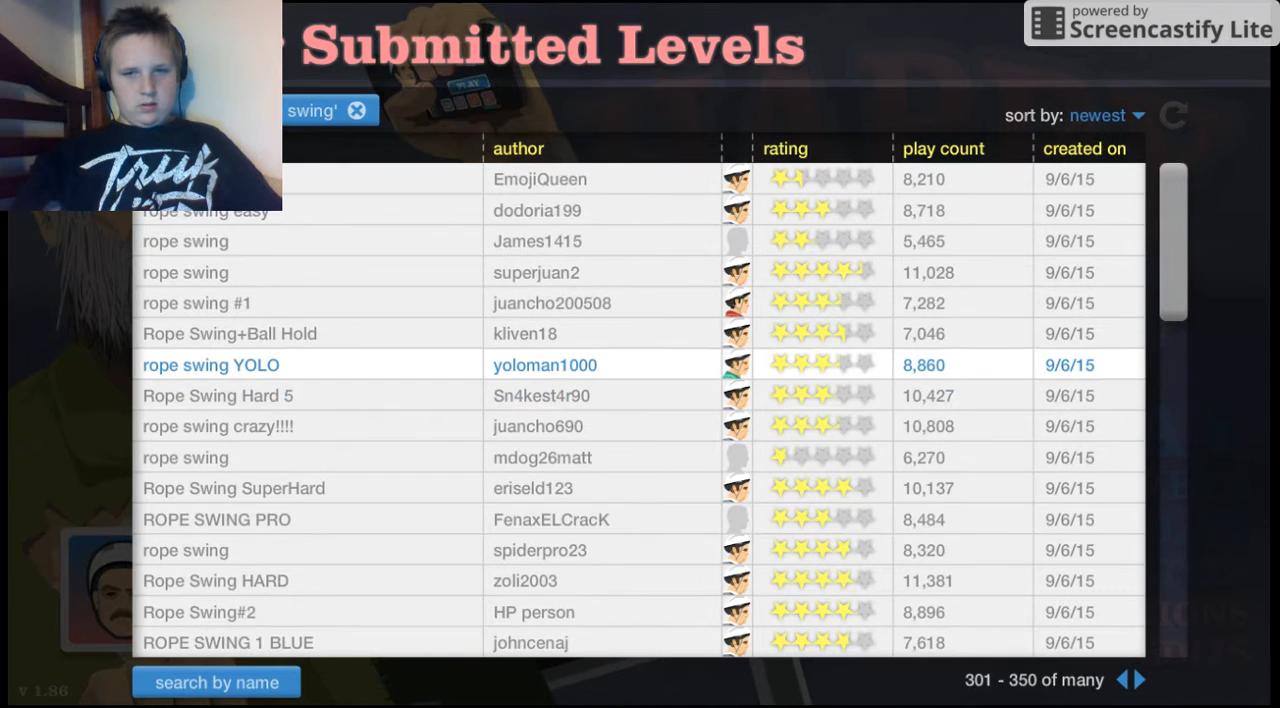 powered by
Screencastify Lite
Submitted Levels
swing'
sort by: newest
author rating play count created on
EmojiQueen 8,210 9/6/15
rope swing easy dodoria199 8,718 9/6/15
rope swing James1415 5,465 9/6/15
rope swing superjuan2 11,028 9/6/15
rope swing #1 juancho200508 7,282 9/6/15
Rope Swing+Ball Hold kliven18 7,046 9/6/15
rope swing YOLO yoloman1000 8,860 9/6/15
Rope Swing Hard 5 Sn4kest4r90 10,427 9/6/15
rope swing crazy!!!! juancho690 10,808 9/6/15
rope swing mdog26matt 6,270 9/6/15
Rope Swing SuperHard eriseld123 10,137 9/6/15
ROPE SWING PRO FenaxELCracK 8,484 9/6/15
rope swing spiderpro23 8,320 9/6/15
Rope Swing HARD zoli2003 11,381 9/6/15
Rope Swing#2 HP person 8,896 9/6/15
ROPE SWING 1 BLUE johncenaj 7,618 9/6/15
search by name
301 - 350 of many
v 1.86